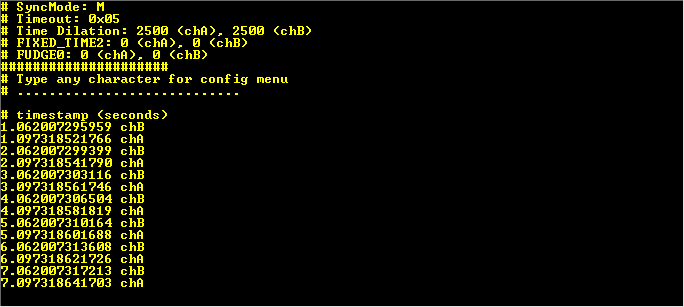 # SyncMode: M
# Timeout: 0x05
# Time Dilation: 2500 (chA), 2500 (chB)
# FIXED_TIME2: 0 (chA), 0 (chB)
# FUDGE0: 0 (chA), 0 (chB)
#####################
# Type any character for config menu
# ............................
# timestamp (seconds)
1.062007295959 chB
1.097318521766 chA
2.062007299399 chB
2.097318541790 chA
3.062007303116 chB
3.097318561746 chA
4.062007306504 chB
4.097318581819 chA
5.062007310164 chB
5.097318601688 chA
6.062007313608 chB
6.097318621726 chA
7.062007317213 chB
7.097318641703 chA